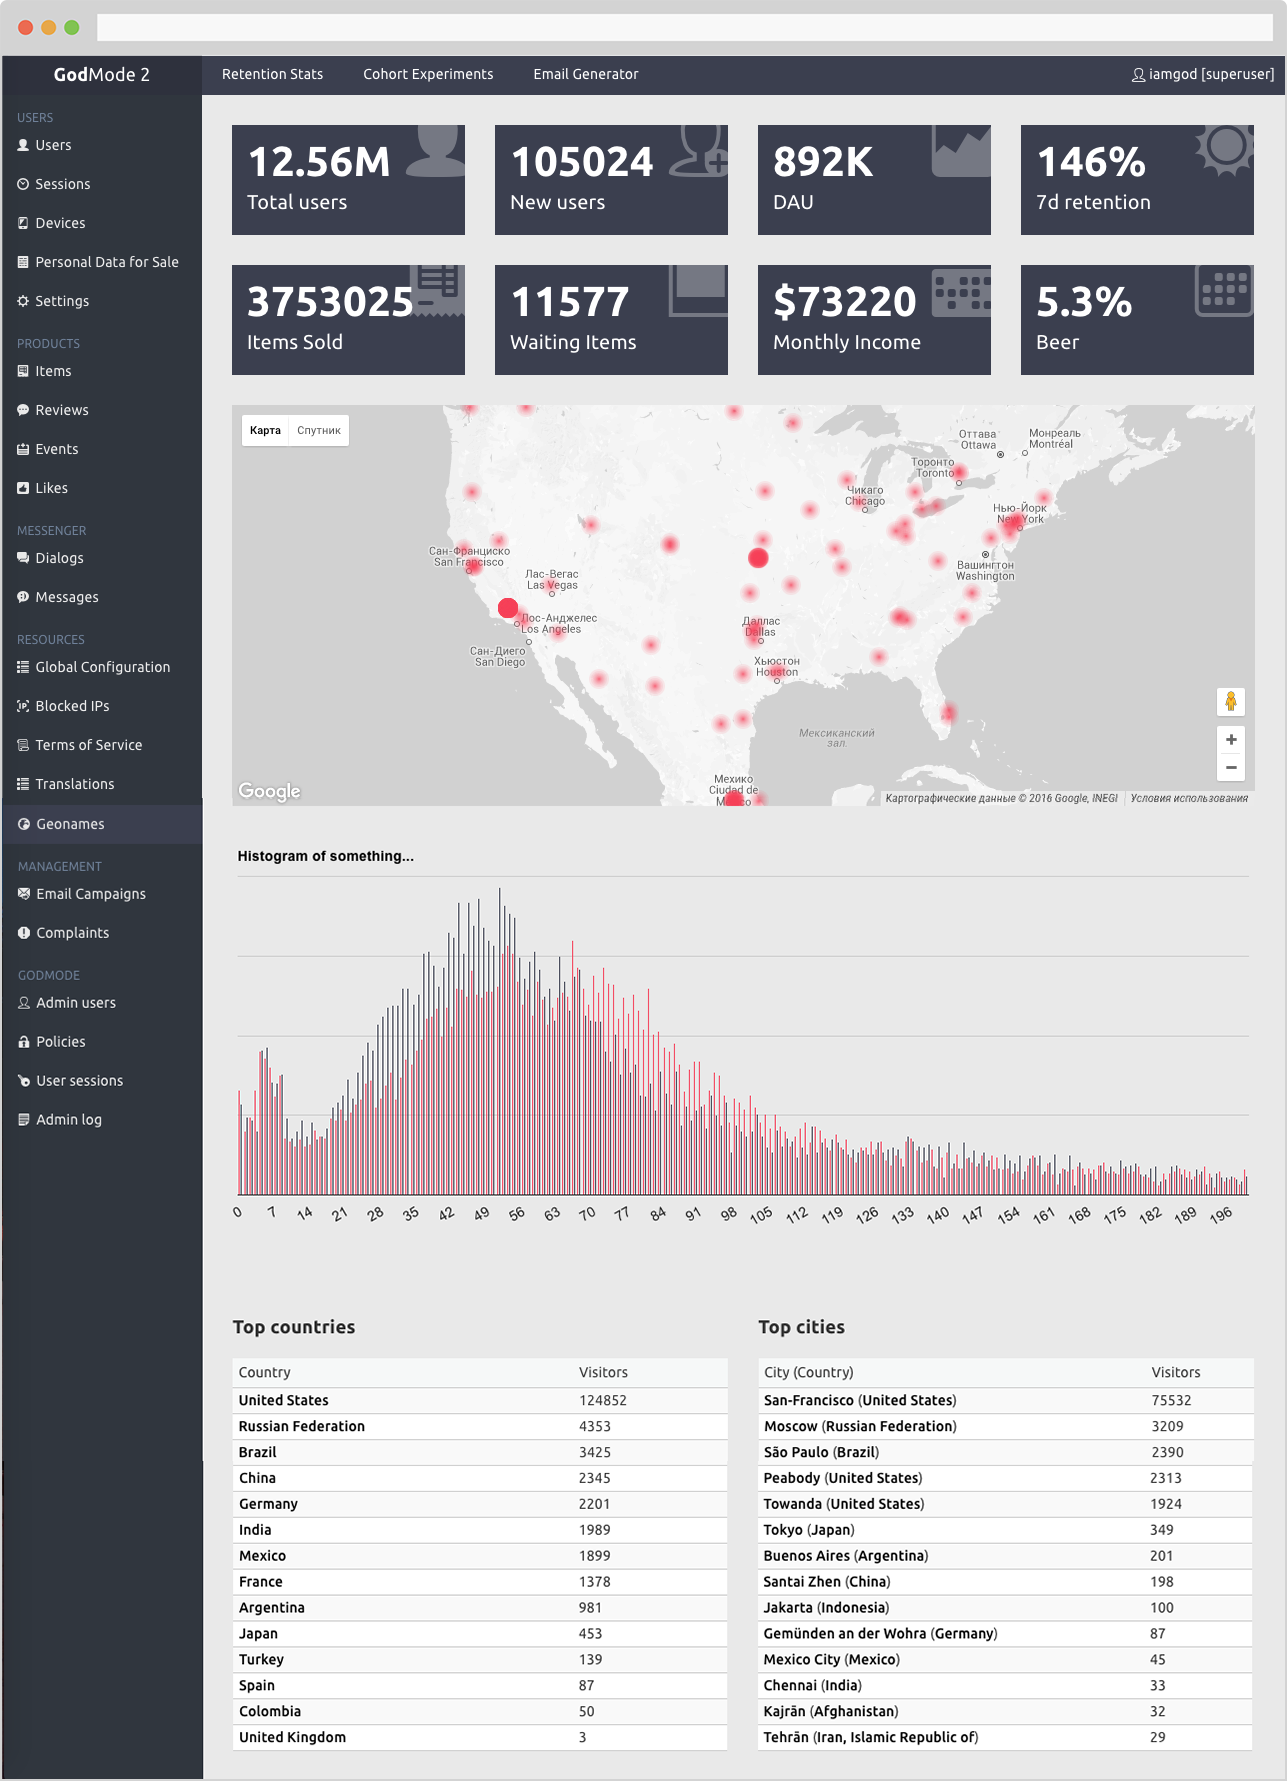 GodMode 2
Retention Stats
Cohort Experiments
Email Generator
iamgod [superuser]
USERS
Users
Sessions
Devices
Personal Data for Sale
Settings
PRODUCTS
Items
Reviews
Events
Likes
MESSENGER
Dialogs
Messages
RESOURCES
Global Configuration
Blocked IPs
Terms of Service
Translations
Geonames
MANAGEMENT
Email Campaigns
Complaints
GODMODE
Admin users
Policies
User sessions
Admin log
12.56M
Total users
105024
New users
892K
DAU
146%
7d retention
3753025
Items Sold
11577
Waiting Items
$73220
Monthly Income
5.3%
Beer
Карта
Спутник
Оттава
Ottawa
Монреаль
Montréal
Торонто
Toronto
Чикаго
Chicago
Нью-Йорк
New York
Вашингтон
Washington
Сан-Франциско
San Francisco
Лас-Вегас
Las Vegas
Лос-Анджелес
Los Angeles
Сан-Диего
San Diego
Даллас
Dallas
Хьюстон
Houston
Мексиканский
зал.
Мехико
Ciudad de
México
Google
+
−
Картографические данные © 2016 Google, INEGI
Условия использования
Histogram of something...
0 7 14 21 28 35 42 49 56 63 70 77 84 91 98 105 112 119 126 133 140 147 154 161 168 175 182 189 196
Top countries
Country Visitors
United States 124852
Russian Federation 4353
Brazil 3425
China 2345
Germany 2201
India 1989
Mexico 1899
France 1378
Argentina 981
Japan 453
Turkey 139
Spain 87
Colombia 50
United Kingdom 3
Top cities
City (Country) Visitors
San-Francisco (United States) 75532
Moscow (Russian Federation) 3209
São Paulo (Brazil) 2390
Peabody (United States) 2313
Towanda (United States) 1924
Tokyo (Japan) 349
Buenos Aires (Argentina) 201
Santai Zhen (China) 198
Jakarta (Indonesia) 100
Gemünden an der Wohra (Germany) 87
Mexico City (Mexico) 45
Chennai (India) 33
Kajrān (Afghanistan) 32
Tehrān (Iran, Islamic Republic of) 29